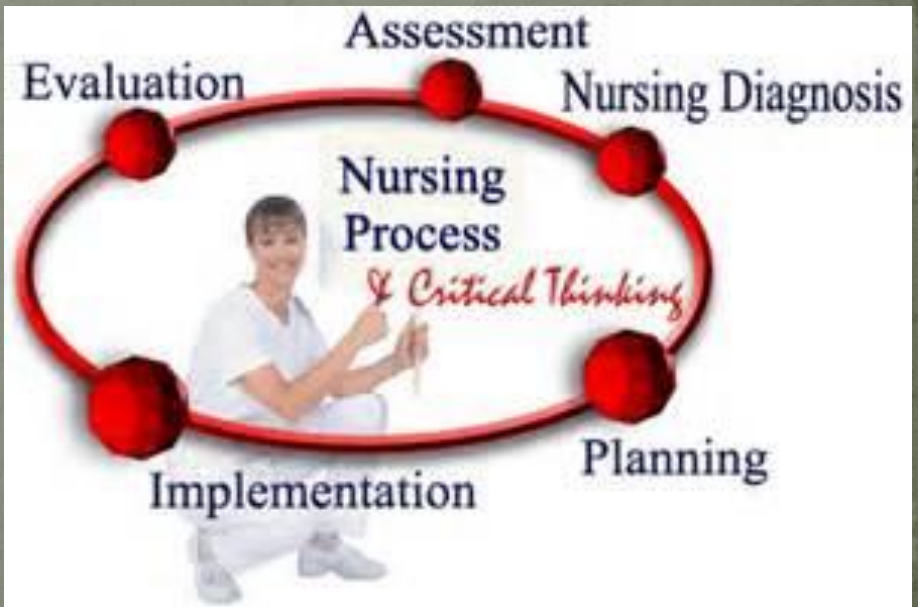 Assessment
Evaluation
Nursing Diagnosis
Nursing
Process
& Critical Thinking
Planning
Implementation